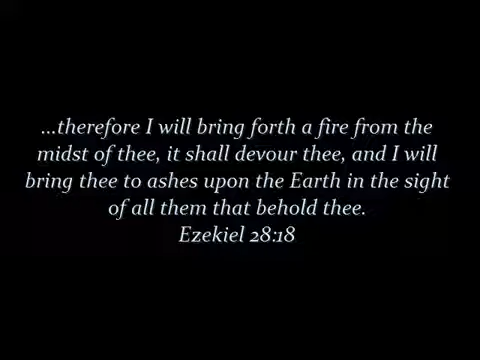 ...therefore I will bring forth a fire from the
midst of thee, it shall devour thee, and I will
bring thee to ashes upon the Earth in the sight
of all them that behold thee.
Ezekiel 28:18